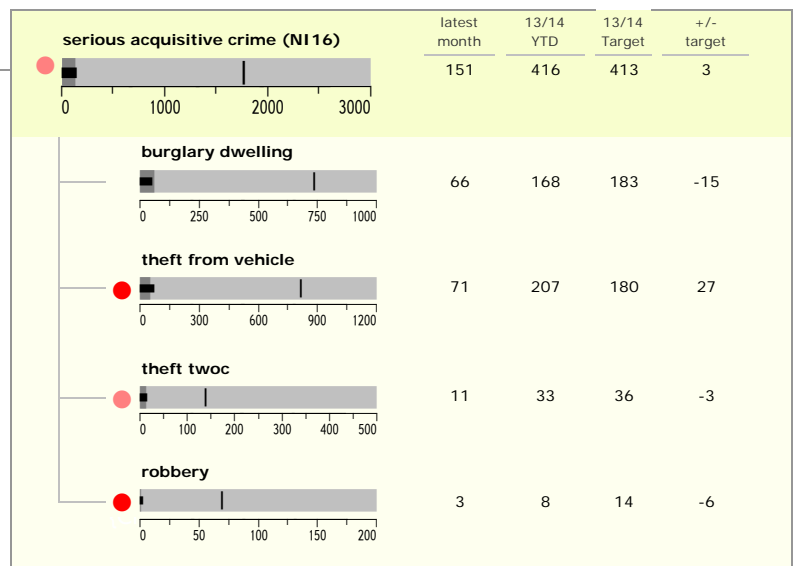 latest month 13/14 YTD 13/14 Target +/- target
serious acquisitive crime (NI16)
151 416 413 3
0 1000 2000 3000
burglary dwelling
66 168 183 -15
0 250 500 750 1000
theft from vehicle
71 207 180 27
0 300 600 900 1200
theft twoc
11 33 36 -3
0 100 200 300 400 500
robbery
3 8 14 -6
0 50 100 150 200